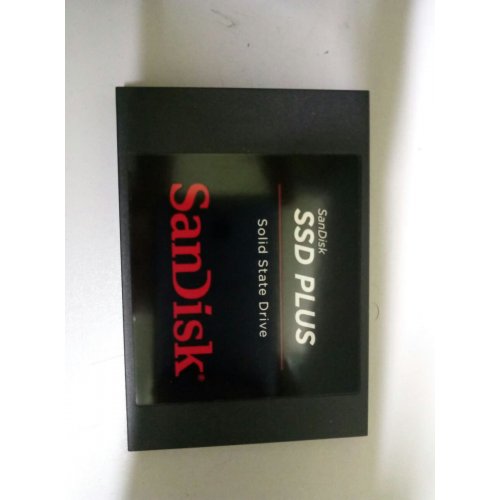 SanDisk
SSD PLUS
Solid State Drive
SanDisk®